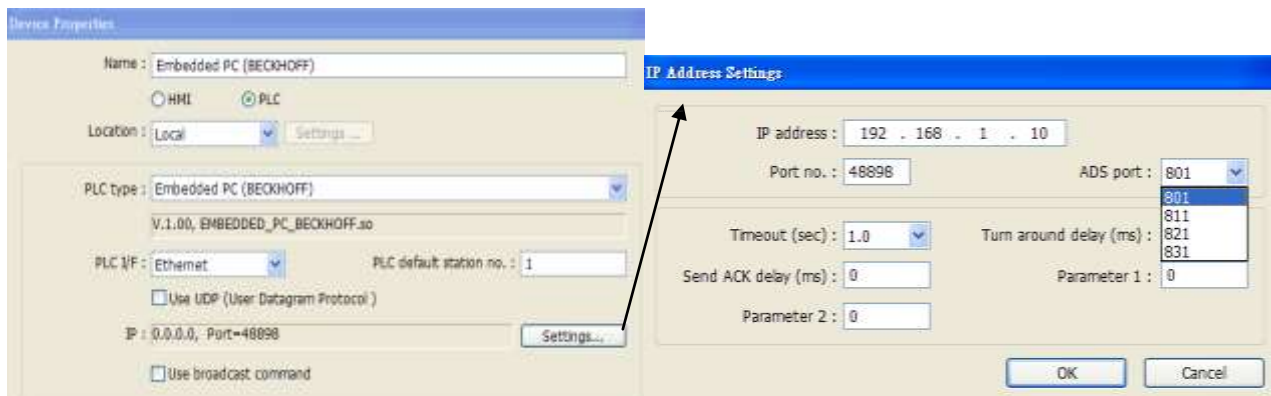 Device Properties
Name : Embedded PC (BECKHOFF)
HMI PLC
Location : Local Settings ...
PLC type : Embedded PC (BECKHOFF)
V.1.00, EMBEDDED_PC_BECKHOFF.so
PLC I/F : Ethernet PLC default station no. : 1
Use UDP (User Datagram Protocol )
IP : 0.0.0.0, Port=48898 Settings...
Use broadcast command
IP Address Settings
IP address : 192 . 168 . 1 . 10
Port no. : 48898 ADS port : 801
801
811
Timeout (sec) : 1.0 Turn around delay (ms) : 821
831
Send ACK delay (ms) : 0 Parameter 1 : 0
Parameter 2 : 0
OK Cancel